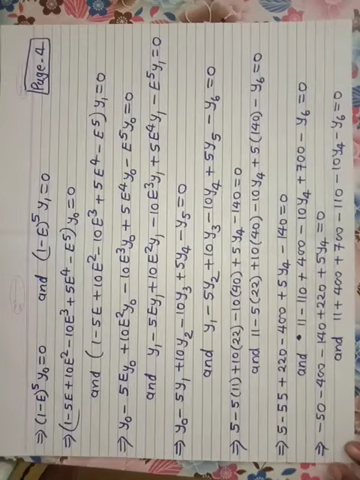 Page-4
⇒ (1-E)⁵ y₀ = 0 and (1-E)⁵ y₁ = 0
⇒ (1-5E+10E²-10E³+5E⁴-E⁵) y₀ = 0
and (1-5E+10E²-10E³+5E⁴-E⁵) y₁ = 0
⇒ y₀ - 5Ey₀ + 10E²y₀ - 10E³y₀ + 5E⁴y₀ - E⁵y₀ = 0
and y₁ - 5Ey₁ + 10E²y₁ - 10E³y₁ + 5E⁴y₁ - E⁵y₁ = 0
⇒ y₀ - 5y₁ + 10y₂ - 10y₃ + 5y₄ - y₅ = 0
and y₁ - 5y₂ + 10y₃ - 10y₄ + 5y₅ - y₆ = 0
⇒ 5-5(11)+10(22)-10(40)+5y₄-140=0
and 11-5(22)+10(40)-10y₄+5(140)-y₆=0
⇒ 5-55+220-400+5y₄-140=0
and 11-110+400-10y₄+700-y₆=0
⇒ -50-400-140+220+5y₄=0
and 11+400+700-110-10y₄-y₆=0